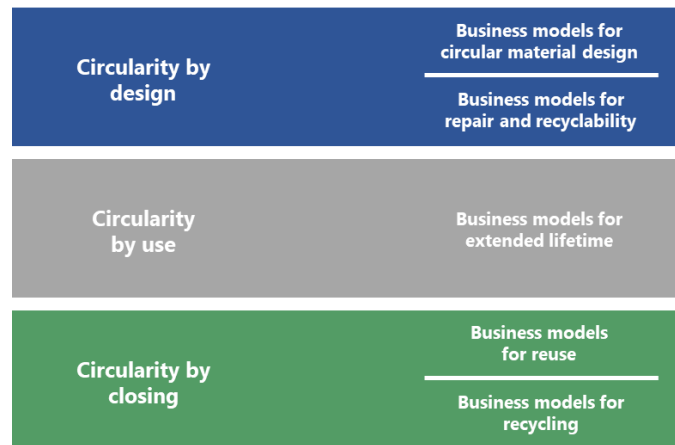 Circularity by
design
Business models for
circular material design
Business models for
repair and recyclability
Circularity
by use
Business models for
extended lifetime
Circularity by
closing
Business models
for reuse
Business models for
recycling